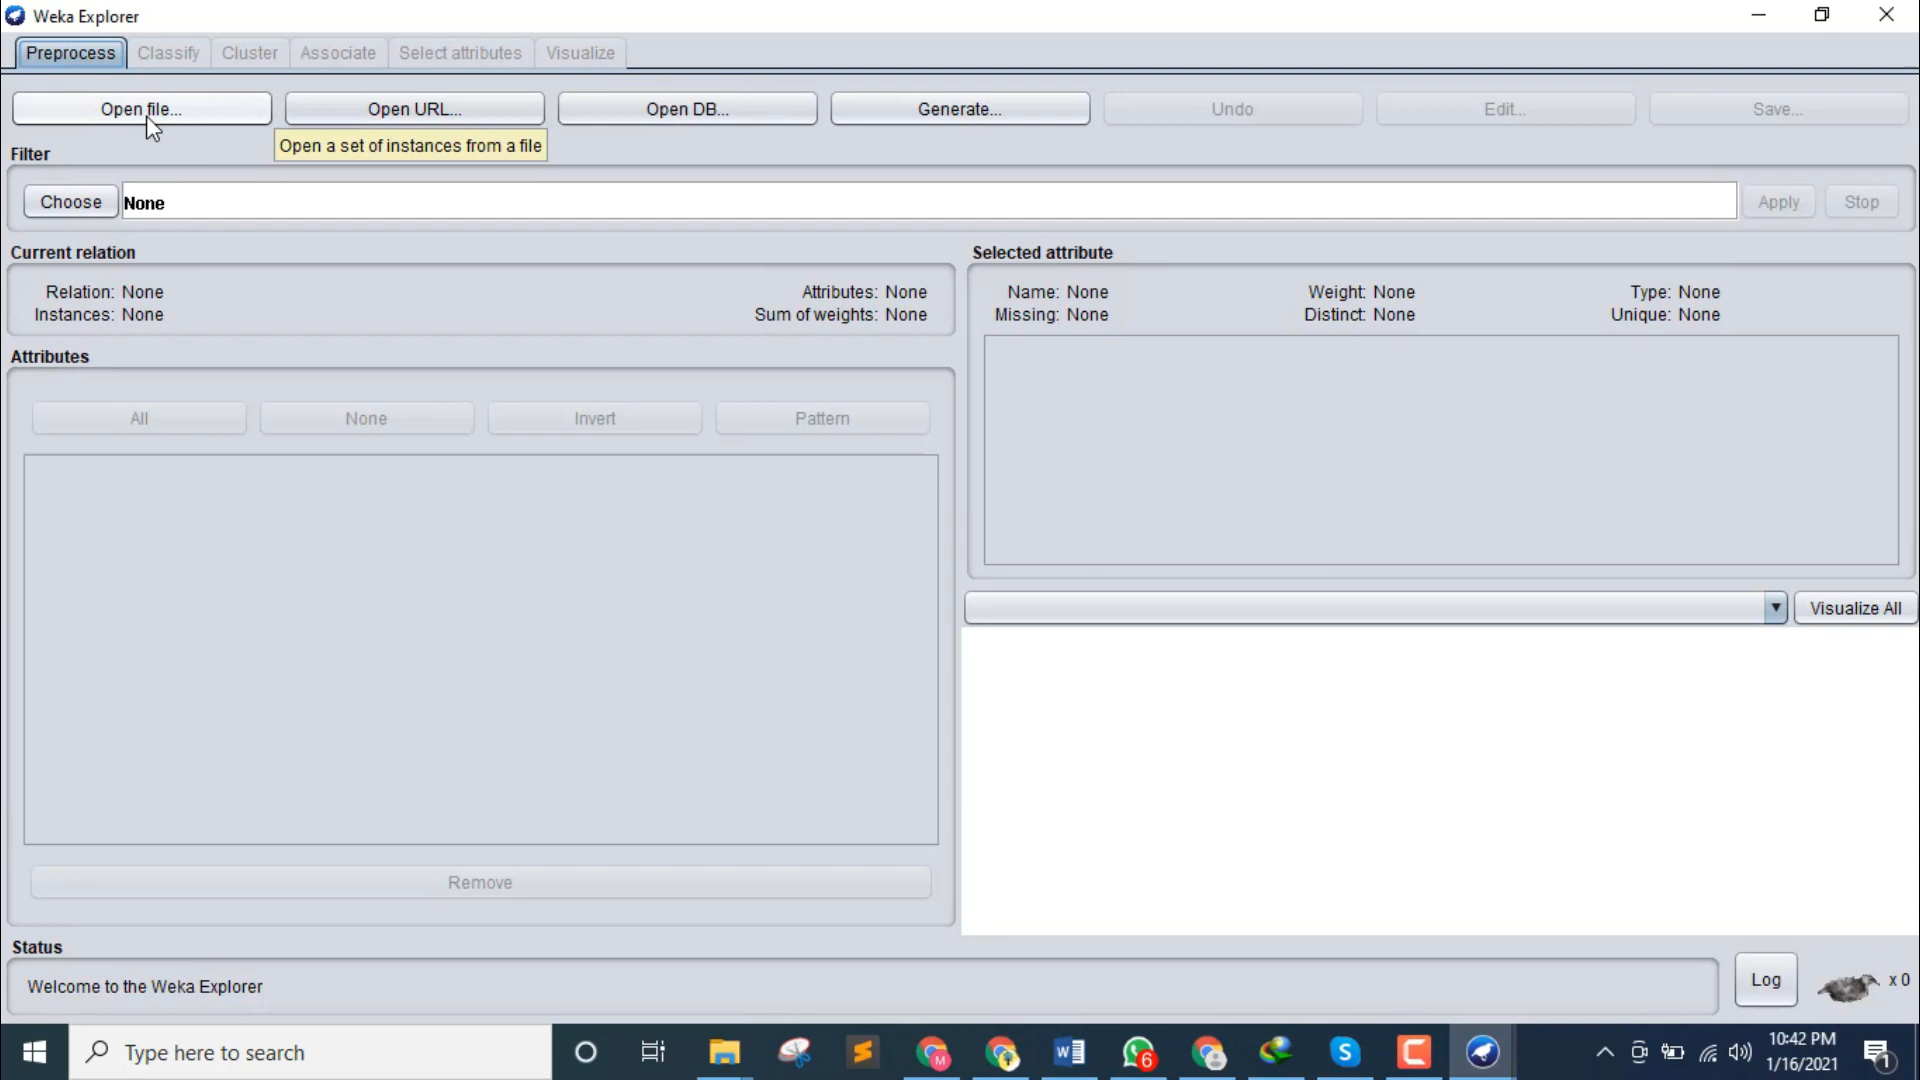 Weka Explorer
Preprocess Classify Cluster Associate Select attributes Visualize
Open file... Open URL... Open DB... Generate... Undo Edit... Save...
Open a set of instances from a file
Filter
Choose None Apply Stop
Current relation
Relation: None Attributes: None
Instances: None Sum of weights: None
Selected attribute
Name: None Weight: None Type: None
Missing: None Distinct: None Unique: None
Attributes
All None Invert Pattern
Visualize All
Remove
Status
Welcome to the Weka Explorer
Log x 0
Type here to search
M
6
S
10:42 PM
1/16/2021
1